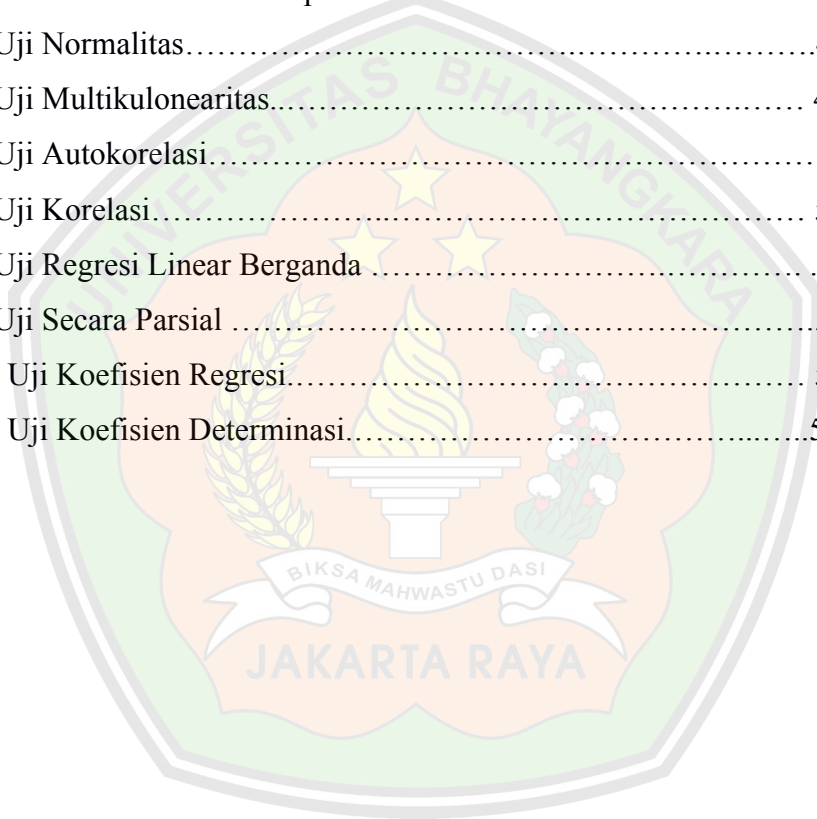 Uji Normalitas……………………………….………….……….
Uji Multikulonearitas..…………………………………….……
Uji Autokorelasi…………………………………………………
Uji Korelasi…………………...…………………………………
Uji Regresi Linear Berganda …………………………….…………
Uji Secara Parsial …………………….……………………….
Uji Koefisien Regresi.……………………………………………
Uji Koefisien Determinasi.…………………………………...….. 5
UNIVERSITAS BHAYANGKARA
BIKSA MAHWASTU DASI
JAKARTA RAYA